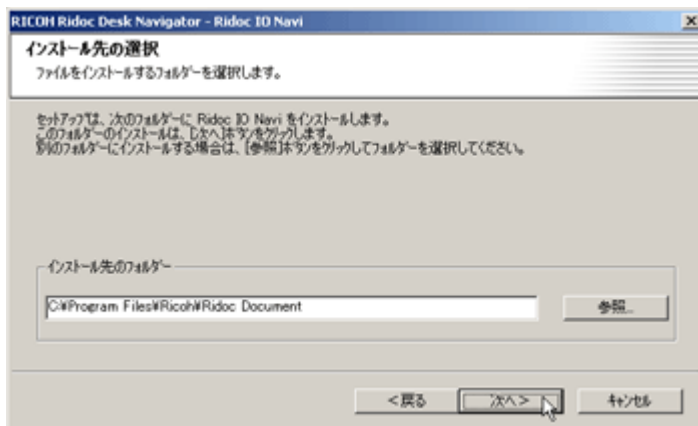 RICOH Ridoc Desk Navigator - Ridoc IO Navi
インストール先の選択
ファイルをインストールするフォルダーを選択します。
セットアップは、次のフォルダーに Ridoc IO Navi をインストールします。
このフォルダーのインストールは、[次へ]ボタンをクリックします。
別のフォルダーにインストールする場合は、[参照]ボタンをクリックしてフォルダーを選択してください。
インストール先のフォルダー
C:¥Program Files¥Ricoh¥Ridoc Document
参照...
<戻る
次へ>
キャンセル